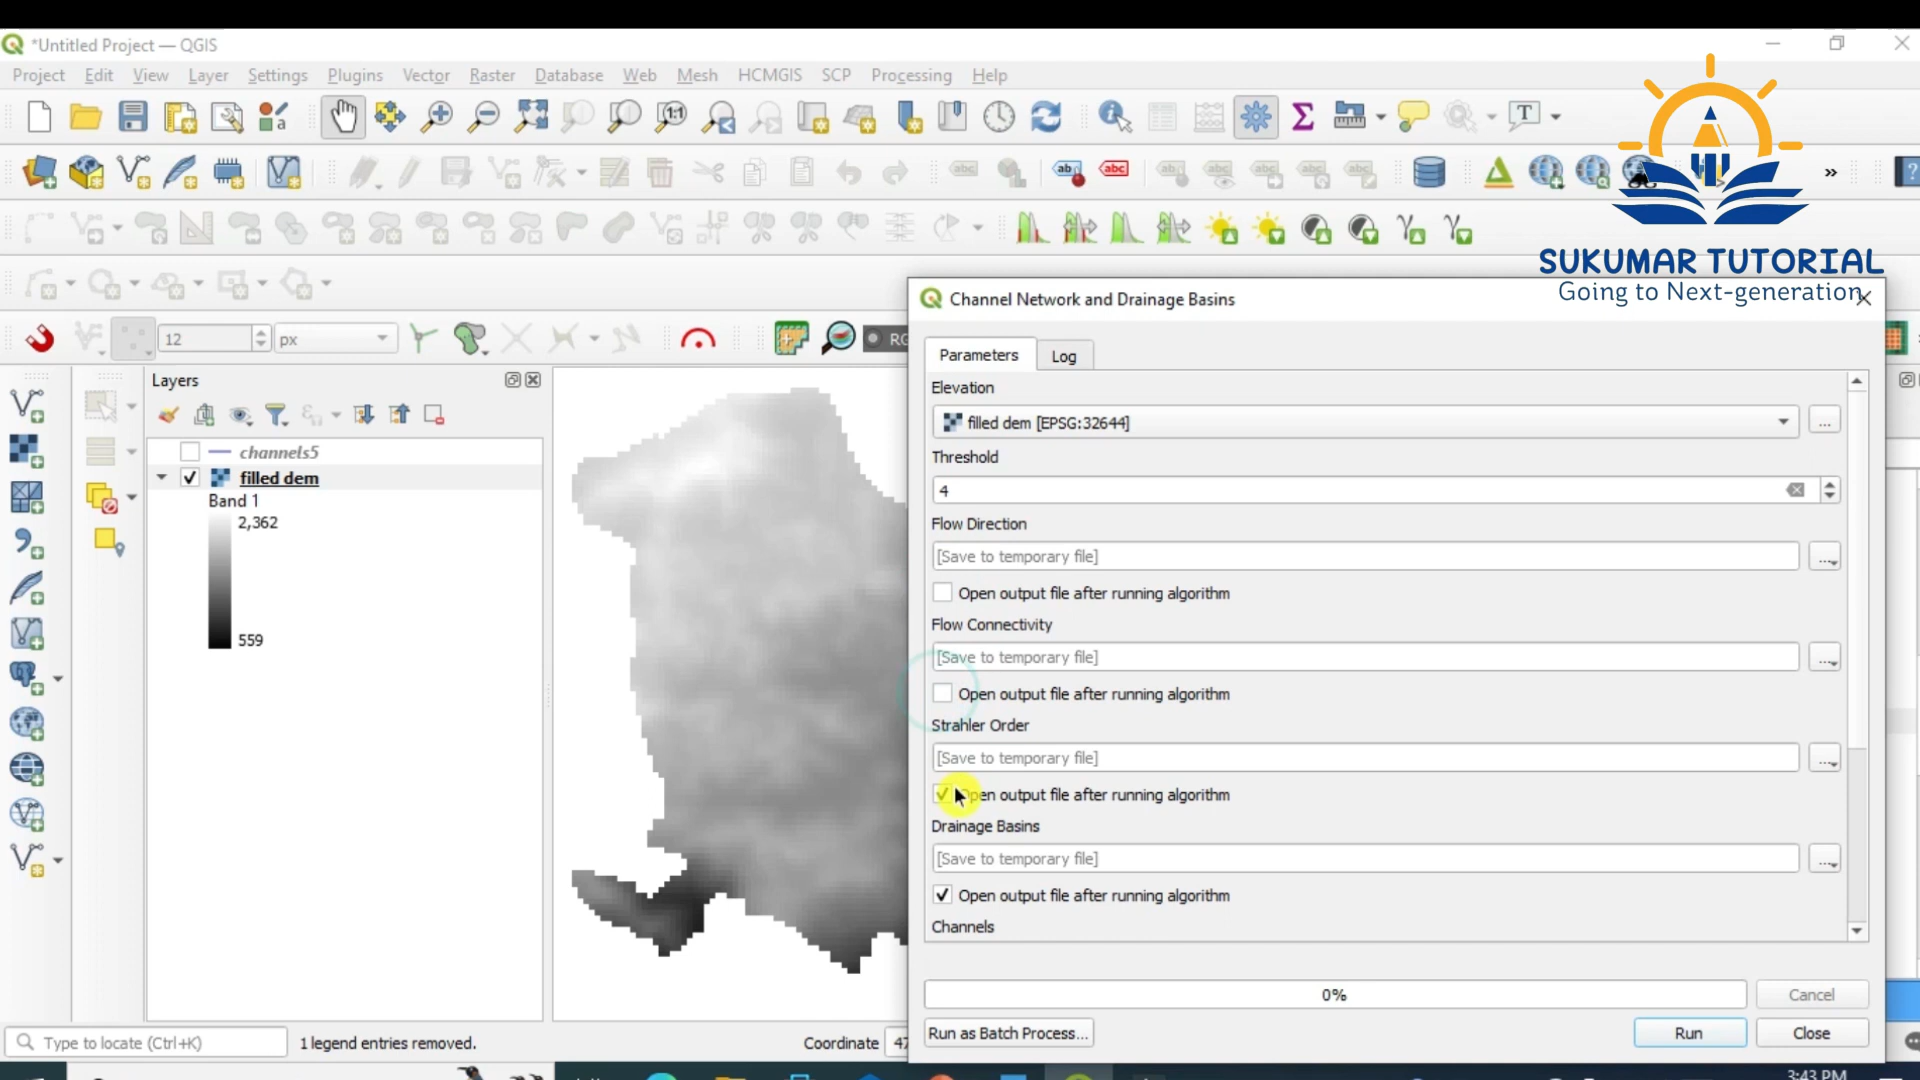 *Untitled Project — QGIS
Project Edit View Layer Settings Plugins Vector Raster Database Web Mesh HCMGIS SCP Processing Help
SUKUMAR TUTORIAL
Going to Next-generation
12 px
RG
Channel Network and Drainage Basins
Parameters Log
Layers
channels5
filled dem
Band 1
2,362
559
Elevation
filled dem [EPSG:32644]
Threshold
4
Flow Direction
[Save to temporary file]
Open output file after running algorithm
Flow Connectivity
[Save to temporary file]
Open output file after running algorithm
Strahler Order
[Save to temporary file]
Open output file after running algorithm
Drainage Basins
[Save to temporary file]
Open output file after running algorithm
Channels
0%
Cancel
Run as Batch Process...
Run
Close
Type to locate (Ctrl+K)
1 legend entries removed.
Coordinate 47
3:43 PM